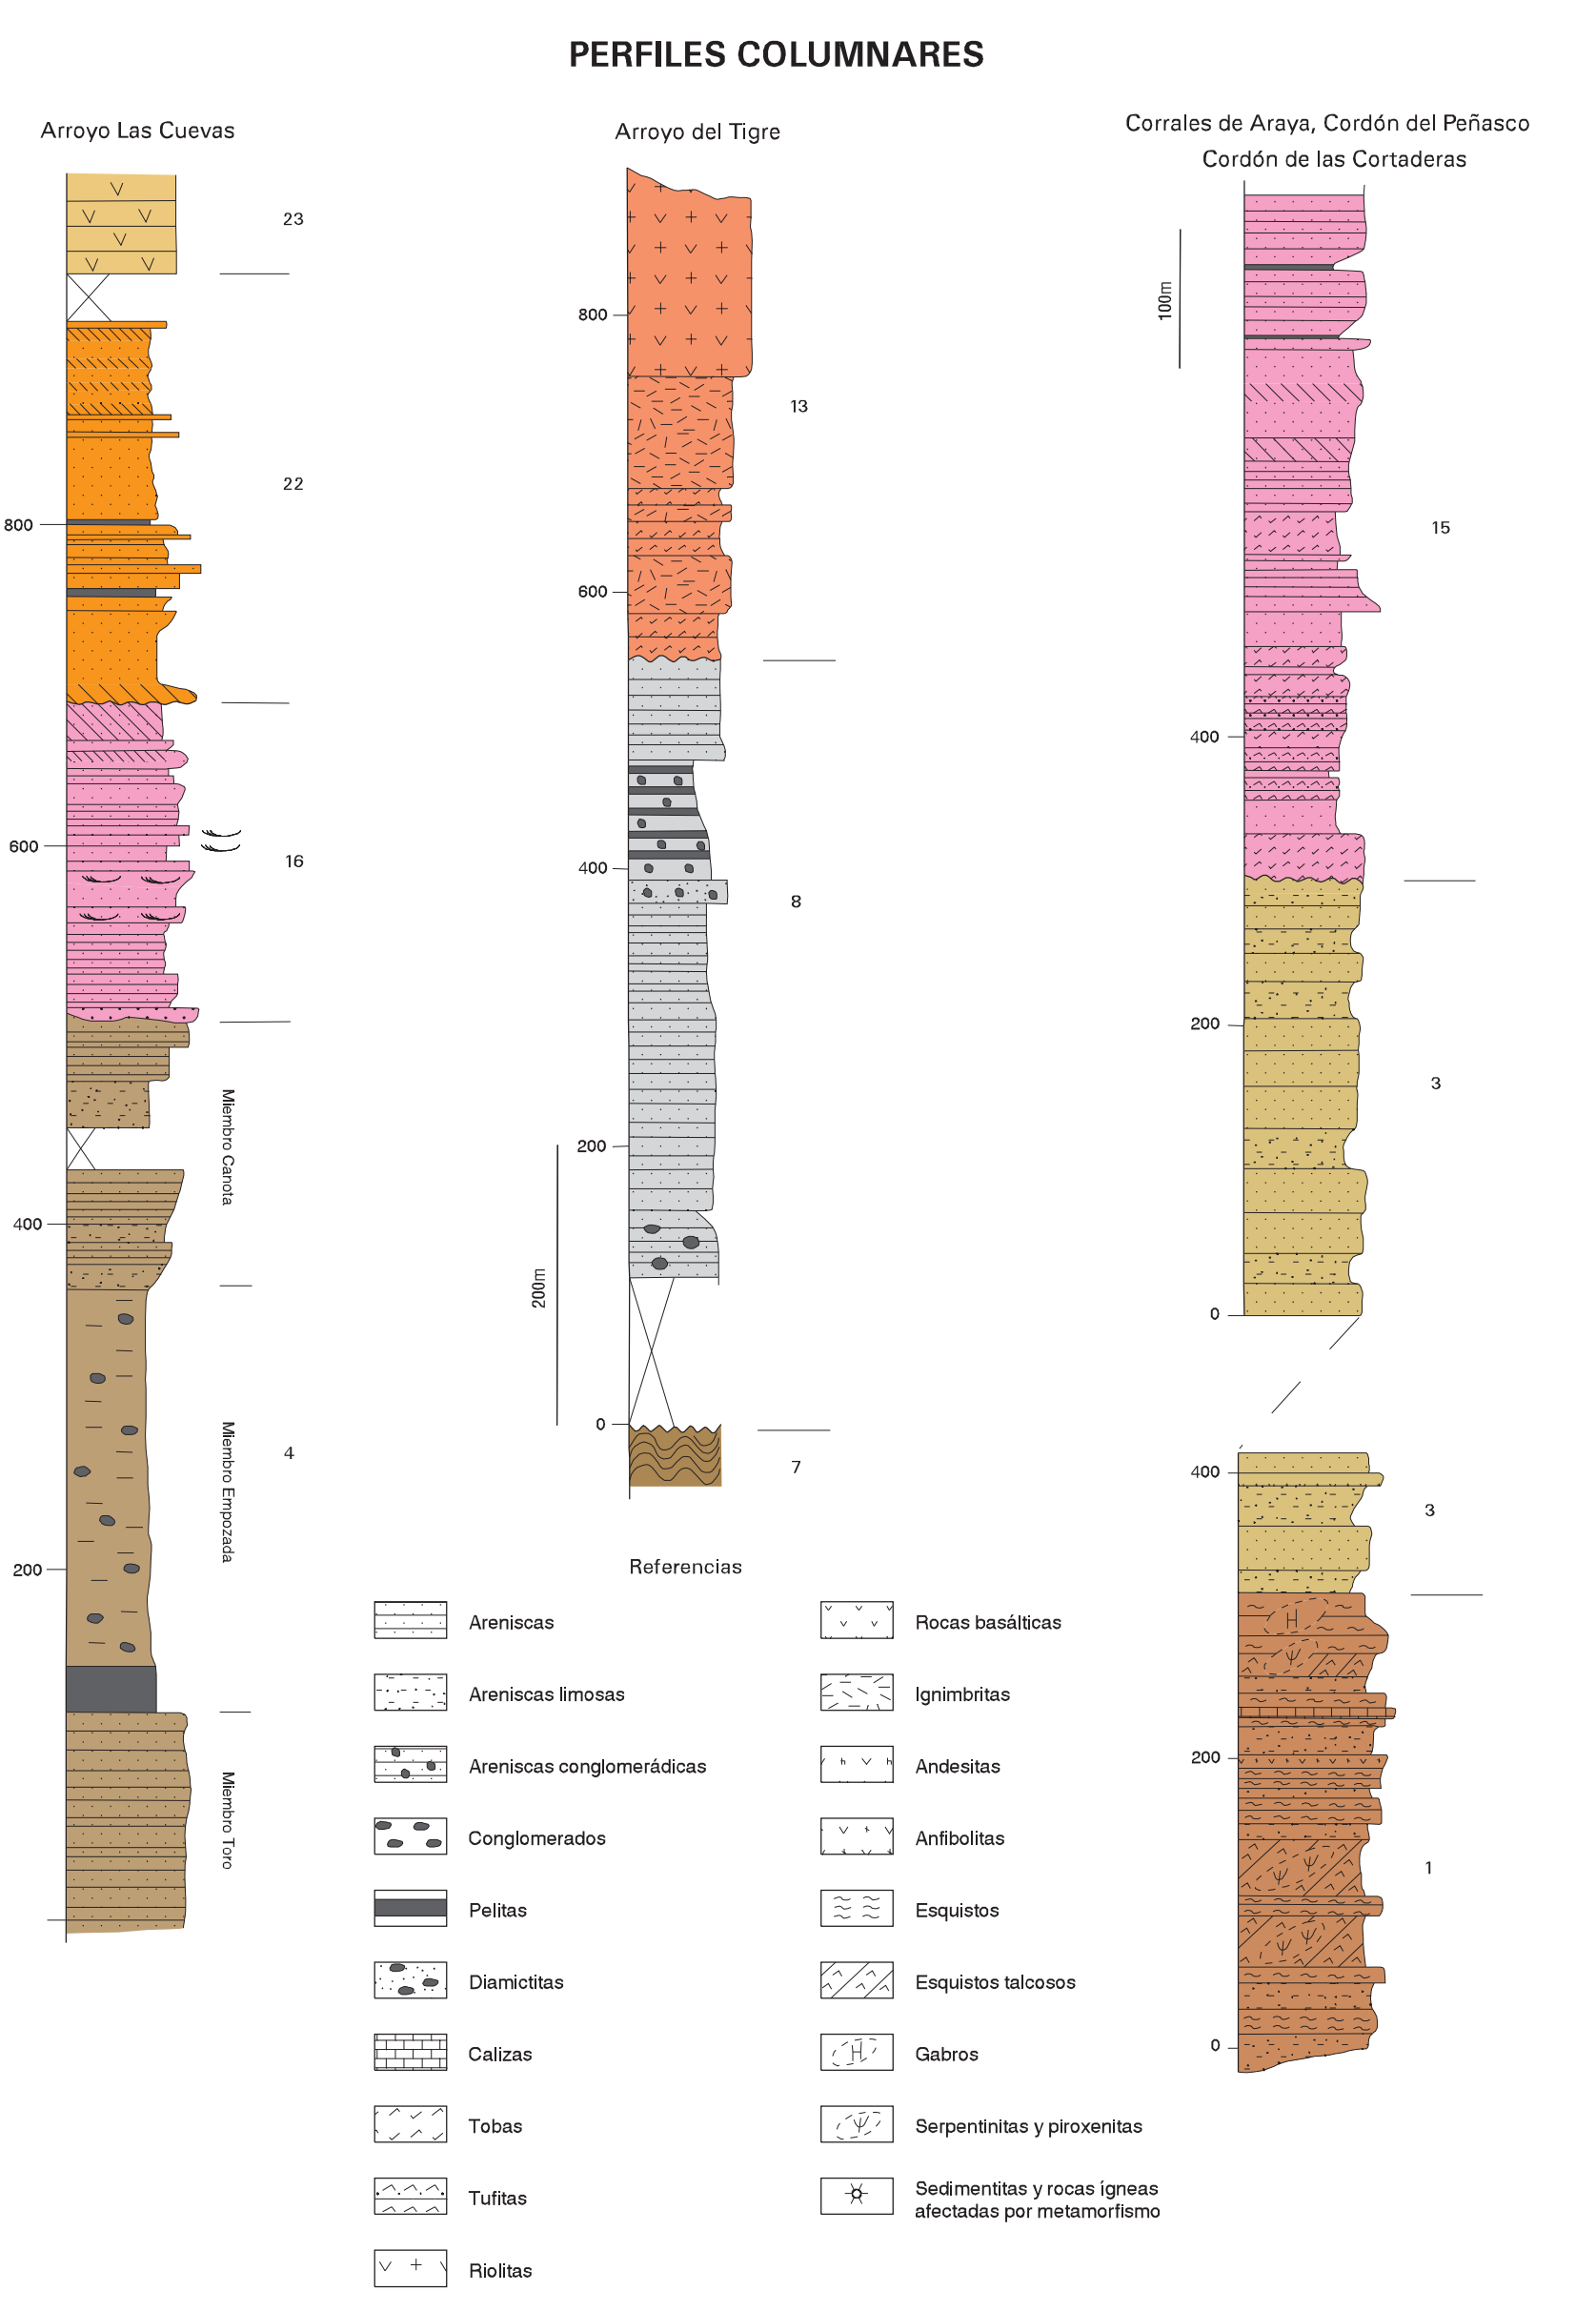 PERFILES COLUMNARES
Arroyo Las Cuevas
23
22
800
600
16
Miembro Canota
400
Miembro Empozada
4
200
Miembro Toro
Arroyo del Tigre
800
13
600
400
8
200
200m
0
7
Corrales de Araya, Cordón del Peñasco
Cordón de las Cortaderas
100m
15
400
200
3
0
400
3
200
1
0
Referencias
Areniscas
Areniscas limosas
Areniscas conglomerádicas
Conglomerados
Pelitas
Diamictitas
Calizas
Tobas
Tufitas
Riolitas
Rocas basálticas
Ignimbritas
Andesitas
Anfibolitas
Esquistos
Esquistos talcosos
Gabros
Serpentinitas y piroxenitas
Sedimentitas y rocas ígneas
afectadas por metamorfismo